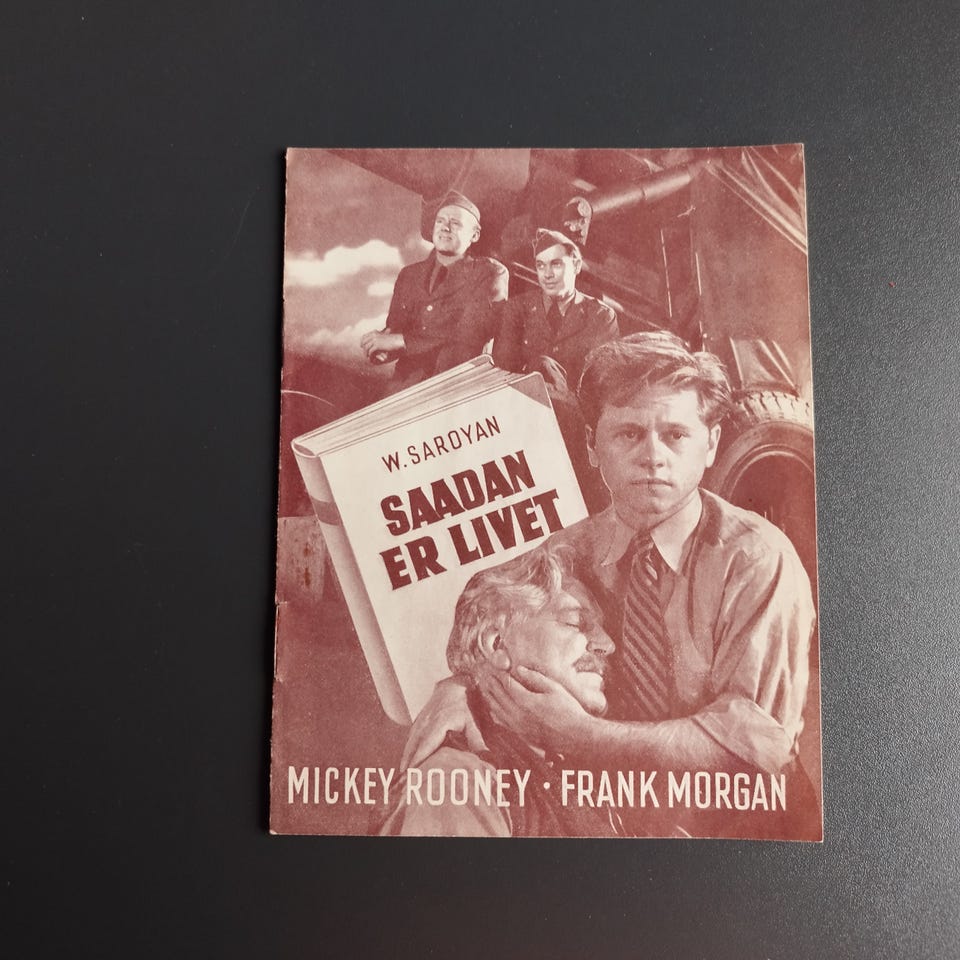 W. SAROYAN
SAADAN
ER LIVET
MICKEY ROONEY · FRANK MORGAN